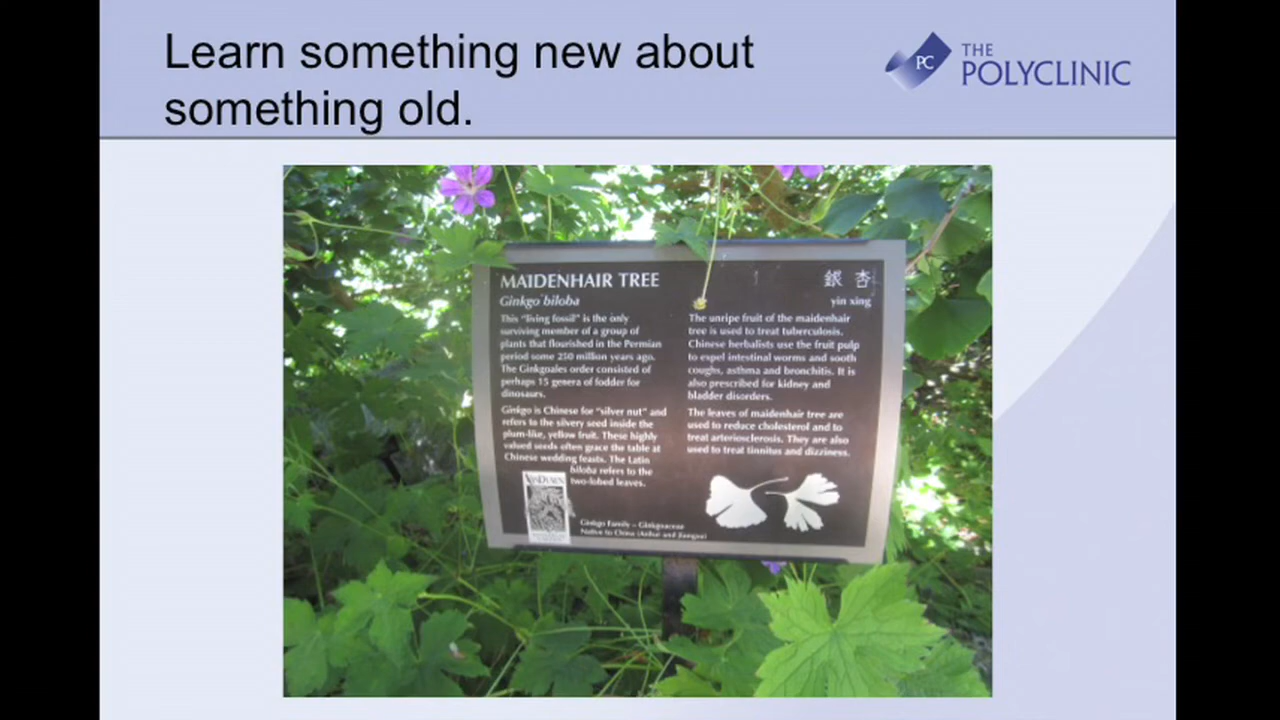 Learn something new about
something old.
PC
THE
POLYCLINIC
MAIDENHAIR TREE
Ginkgo biloba
This "living fossil" is the only
surviving member of a group of
plants that flourished in the Permian
period some 250 million years ago.
The Ginkgoales order consisted of
perhaps 15 genera of fodder for
dinosaurs.
Ginkgo is Chinese for "silver nut" and
refers to the silvery seed inside the
plum-like, yellow fruit. These highly
valued seeds often grace the table at
Chinese wedding feasts. The Latin
biloba refers to the
two-lobed leaves.
VANDUSEN
Ginkgo Family – Ginkgoaceae
Native to China (Anhui and Jiangsu)
銀杏
yin xing
The unripe fruit of the maidenhair
tree is used to treat tuberculosis.
Chinese herbalists use the fruit pulp
to expel intestinal worms and sooth
coughs, asthma and bronchitis. It is
also prescribed for kidney and
bladder disorders.
The leaves of maidenhair tree are
used to reduce cholesterol and to
treat arteriosclerosis. They are also
used to treat tinnitus and dizziness.